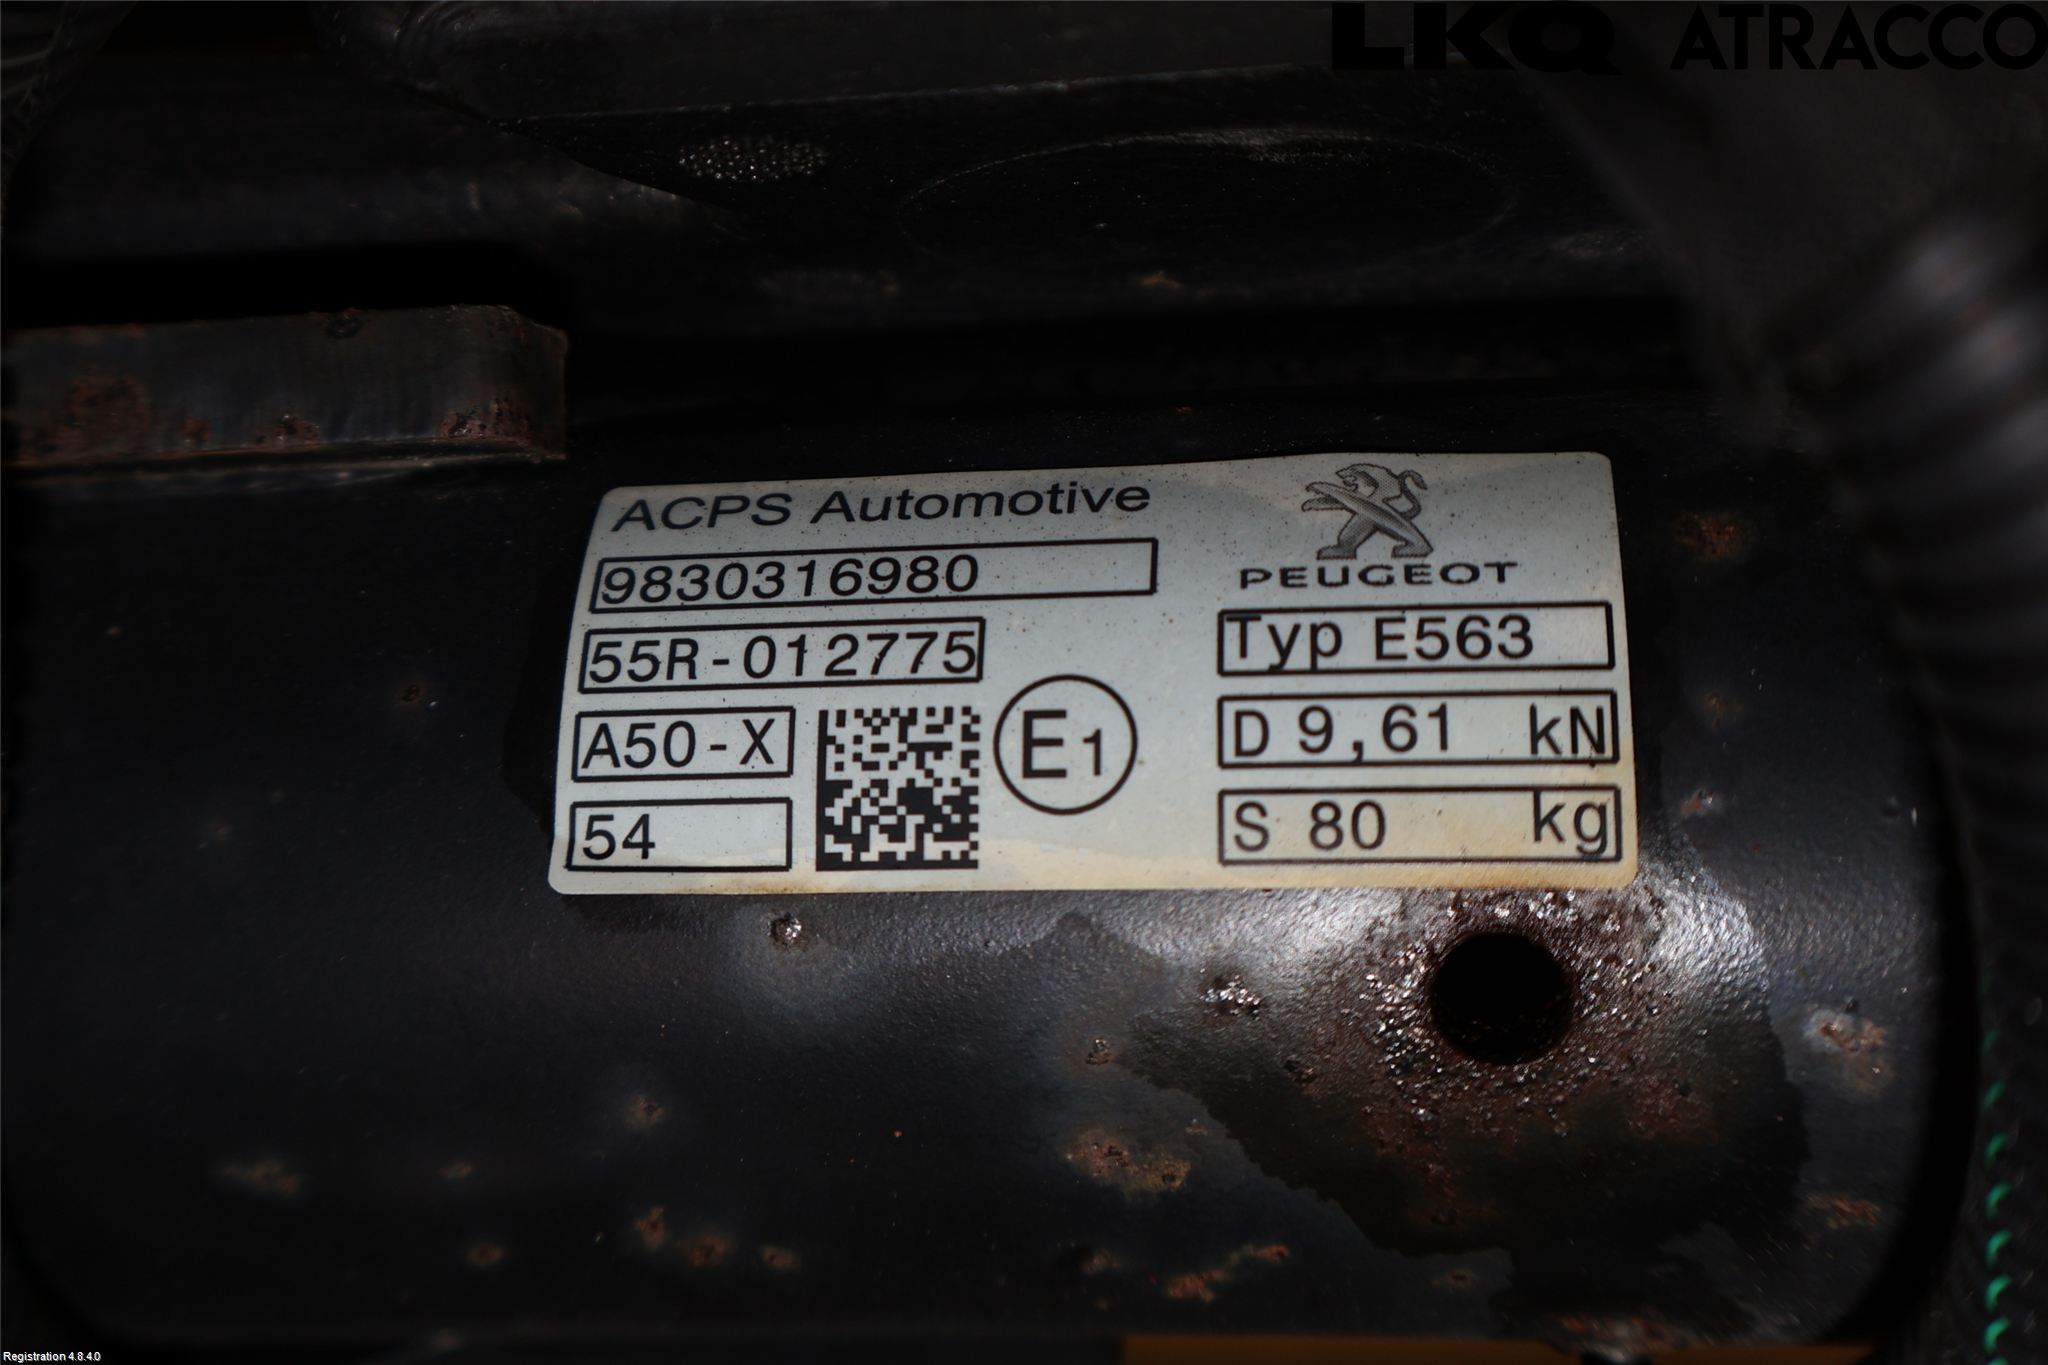 LKQ ATRACCO
ACPS Automotive
9830316980
55R-012775
A50-X
54
E1
PEUGEOT
Typ E563
D 9,61 kN
S 80 kg
Registration 4.8.4.0